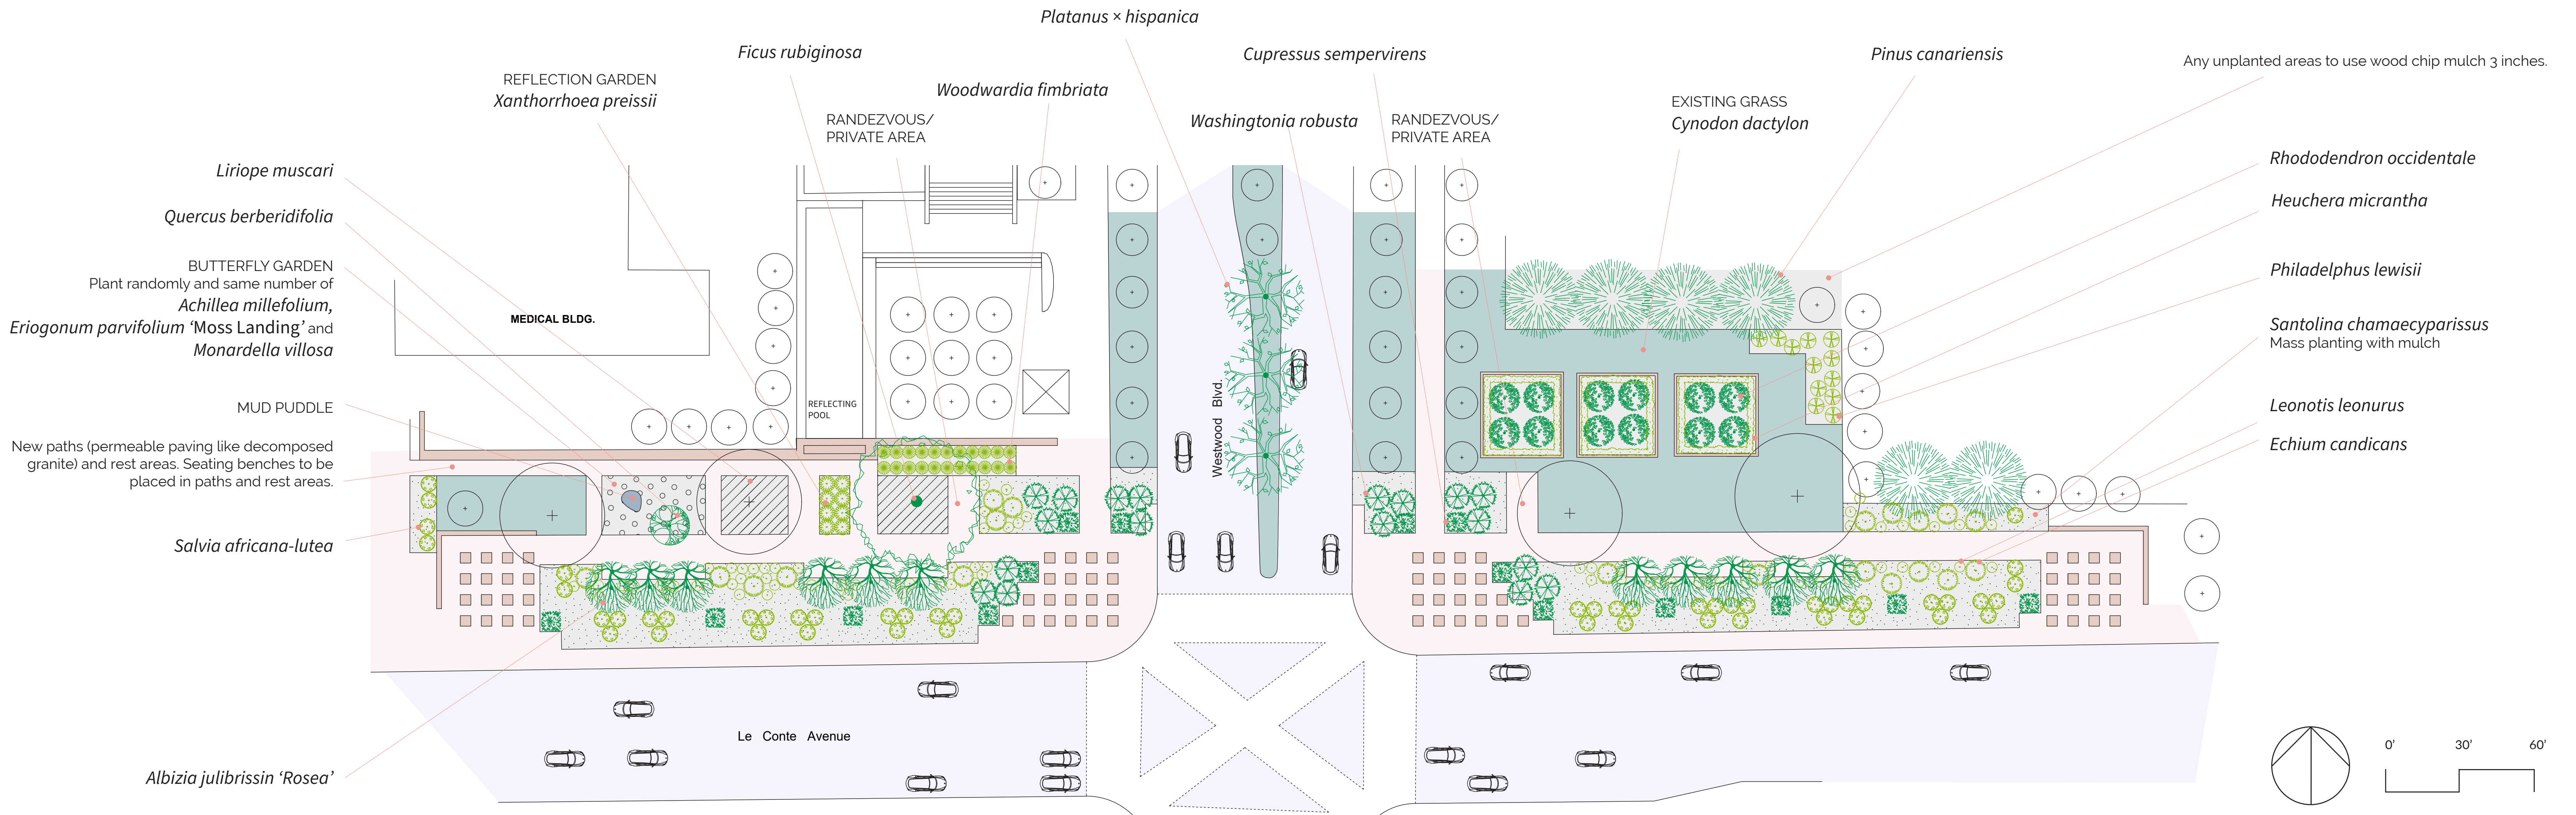 Platanus × hispanica
Ficus rubiginosa
Cupressus sempervirens
Pinus canariensis
Any unplanted areas to use wood chip mulch 3 inches.
REFLECTION GARDEN
Xanthorrhoea preissii
Woodwardia fimbriata
RANDEZVOUS/
PRIVATE AREA
Washingtonia robusta
RANDEZVOUS/
PRIVATE AREA
EXISTING GRASS
Cynodon dactylon
Liriope muscari
Quercus berberidifolia
BUTTERFLY GARDEN
Plant randomly and same number of
Achillea millefolium,
Eriogonum parvifolium ‘Moss Landing’ and
Monardella villosa
MUD PUDDLE
New paths (permeable paving like decomposed
granite) and rest areas. Seating benches to be
placed in paths and rest areas.
Salvia africana-lutea
Albizia julibrissin ‘Rosea’
MEDICAL BLDG.
REFLECTING
POOL
Westwood Blvd.
Le Conte Avenue
Rhododendron occidentale
Heuchera micrantha
Philadelphus lewisii
Santolina chamaecyparissus
Mass planting with mulch
Leonotis leonurus
Echium candicans
0' 30' 60'